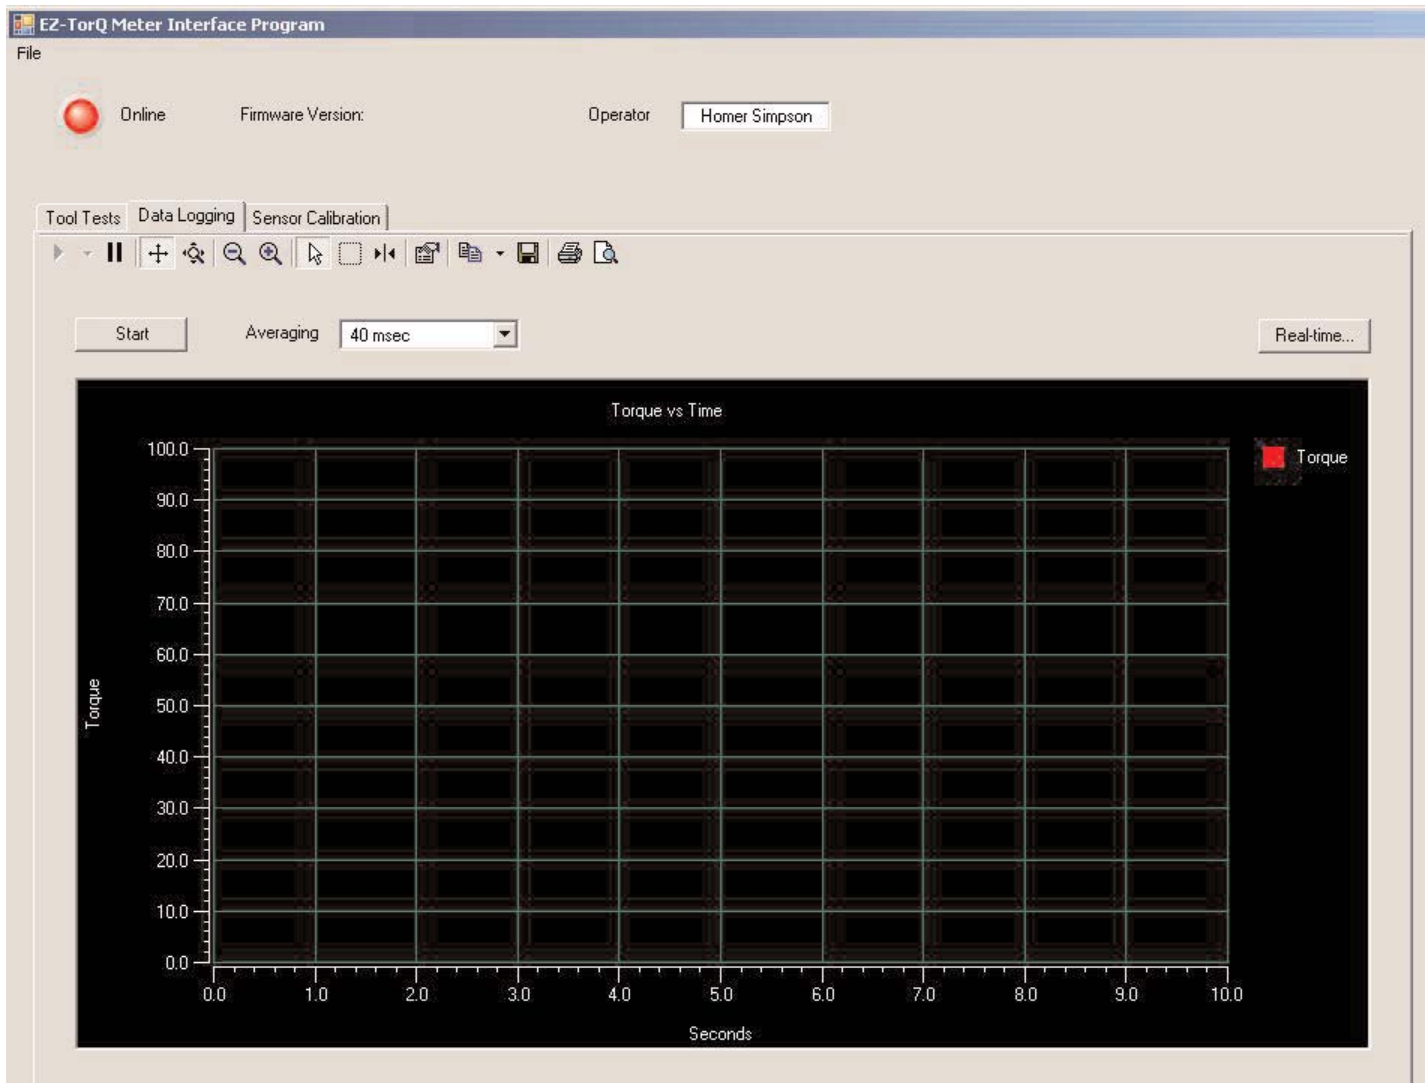 EZ-TorQ Meter Interface Program
File
Online Firmware Version: Operator Homer Simpson
Tool Tests Data Logging Sensor Calibration
Start Averaging 40 msec Real-time...
Torque vs Time
Torque
100.0
90.0
80.0
70.0
60.0
50.0
40.0
30.0
20.0
10.0
0.0
Torque
0.0 1.0 2.0 3.0 4.0 5.0 6.0 7.0 8.0 9.0 10.0
Seconds